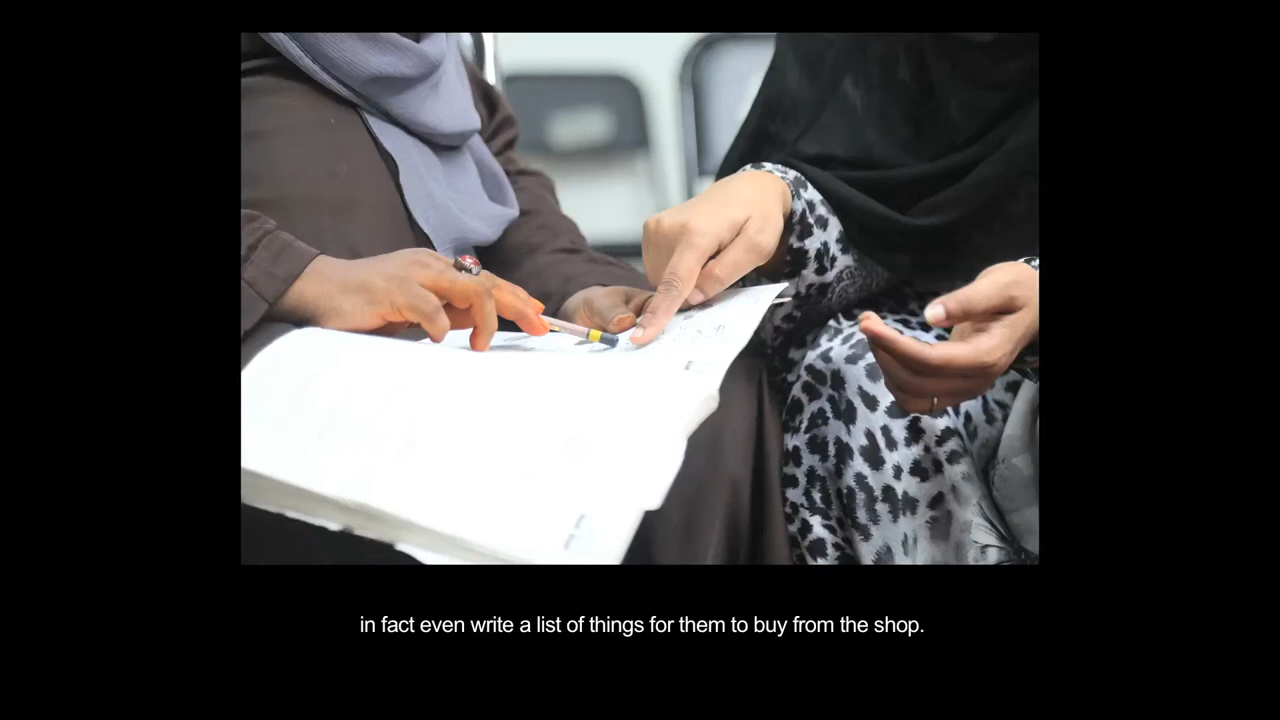 in fact even write a list of things for them to buy from the shop.